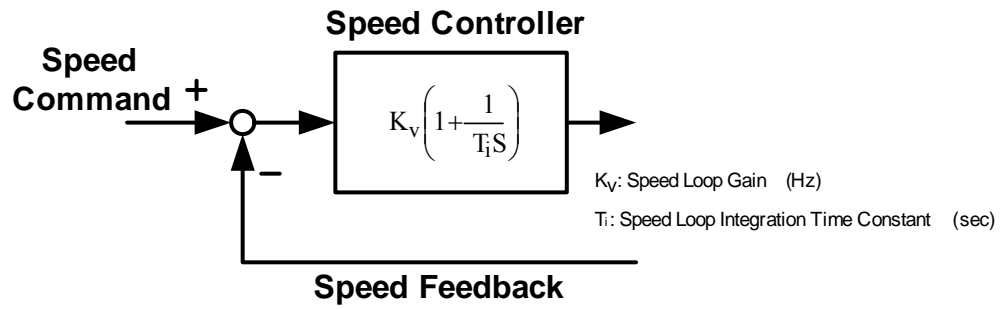 Speed Controller
Speed
Command
+
K_v(1+1/(T_iS))
−
K_V: Speed Loop Gain (Hz)
T_i: Speed Loop Integration Time Constant (sec)
Speed Feedback